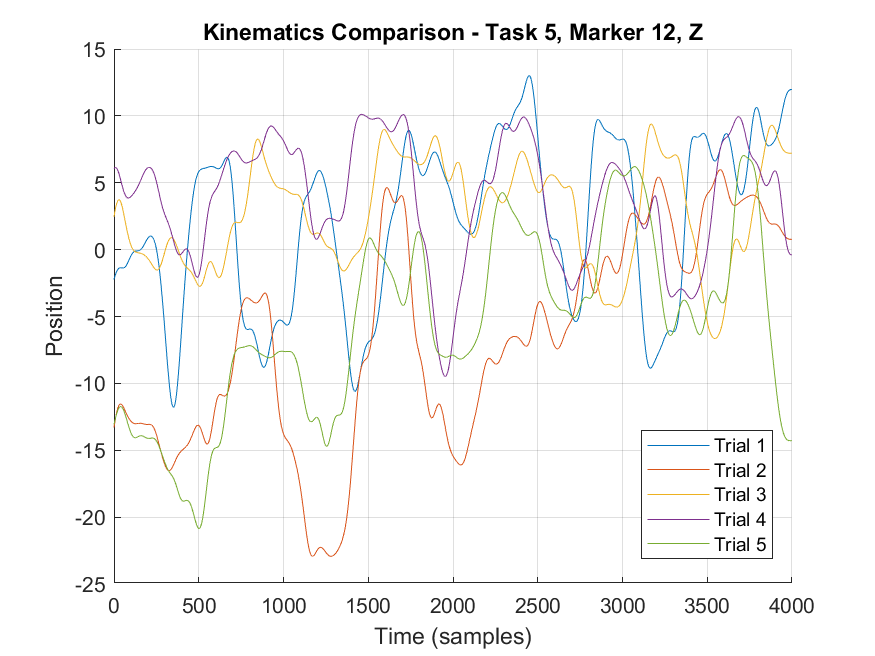 Kinematics Comparison - Task 5, Marker 12, Z
15
10
5
0
-5
-10
-15
-20
-25
Position
Trial 1
Trial 2
Trial 3
Trial 4
Trial 5
0 500 1000 1500 2000 2500 3000 3500 4000
Time (samples)